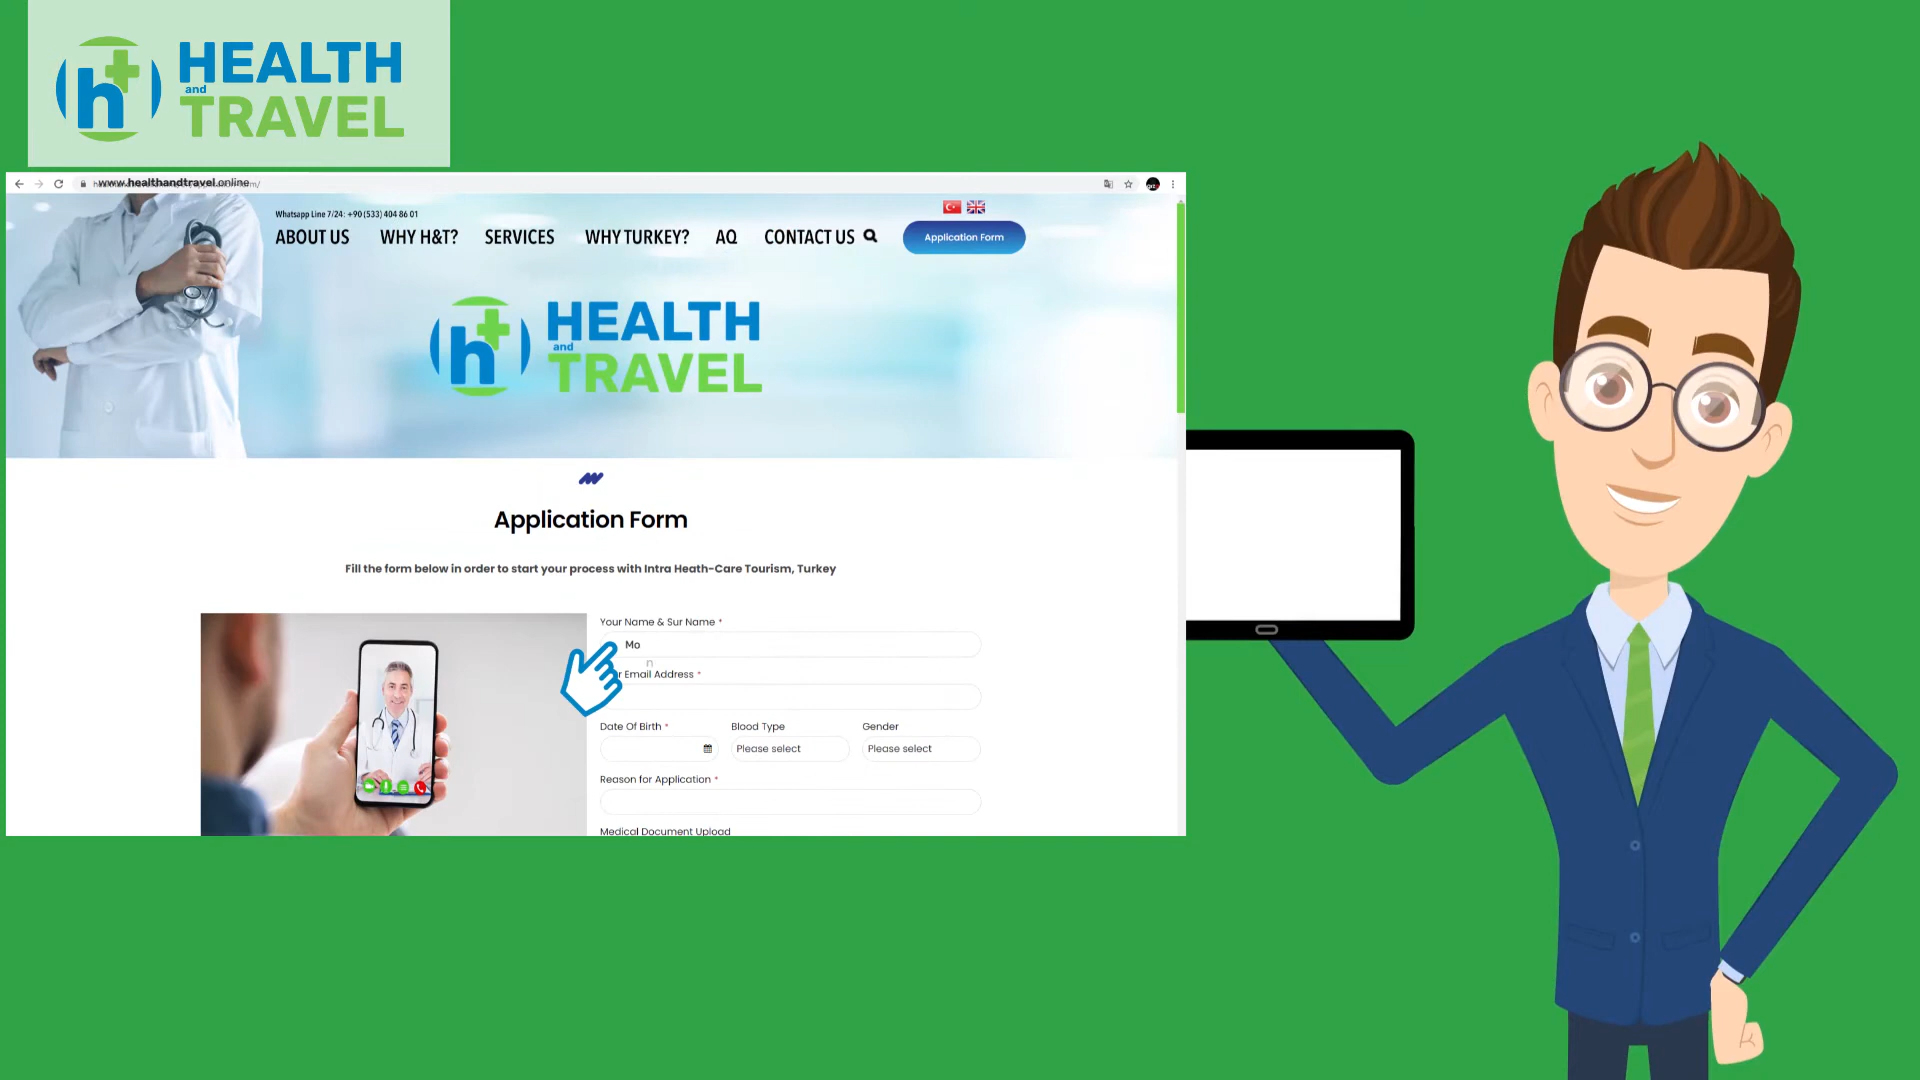 HEALTH
and
TRAVEL
www.healthandtravel.online
Whatsapp Line 7/24: +90 (533) 404 86 01
ABOUT US WHY H&T? SERVICES WHY TURKEY? AQ CONTACT US Application Form
h HEALTH
and
TRAVEL
Application Form
Fill the form below in order to start your process with Intra Heath-Care Tourism, Turkey
Your Name & Sur Name *
Mo
n
r Email Address *
Date Of Birth * Blood Type Gender
Please select Please select
Reason for Application *
Medical Document Upload